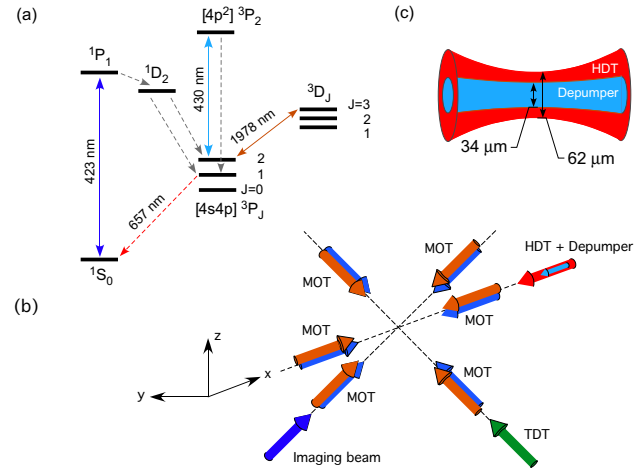 (a)
[4p²] ³P₂
¹P₁
¹D₂
430 nm
³D_J
J=3
2
1
1978 nm
423 nm
2
1
J=0
[4s4p] ³P_J
657 nm
¹S₀
(c)
HDT
Depumper
34 μm
62 μm
(b)
MOT
MOT
HDT + Depumper
MOT
MOT
z
x
y
MOT
MOT
Imaging beam
TDT